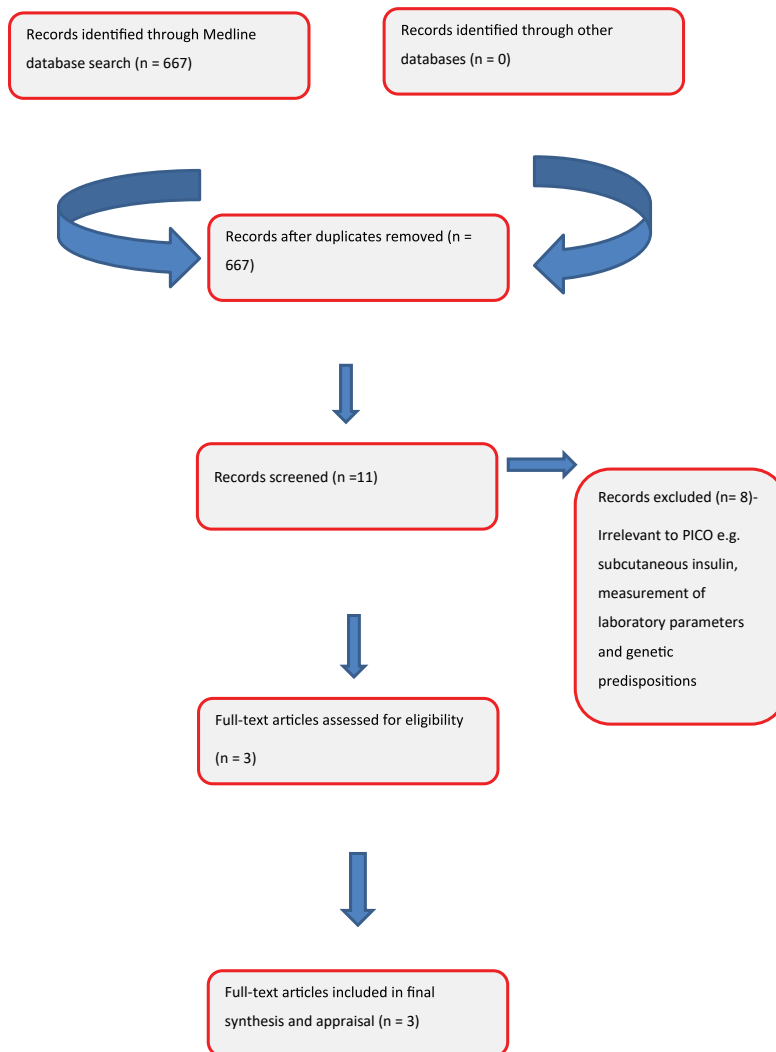 Records identified through Medline
database search (n = 667)
Records identified through other
databases (n = 0)
Records after duplicates removed (n =
667)
Records screened (n =11)
Records excluded (n= 8)-
Irrelevant to PICO e.g.
subcutaneous insulin,
measurement of
laboratory parameters
and genetic
predispositions
Full-text articles assessed for eligibility
(n = 3)
Full-text articles included in final
synthesis and appraisal (n = 3)